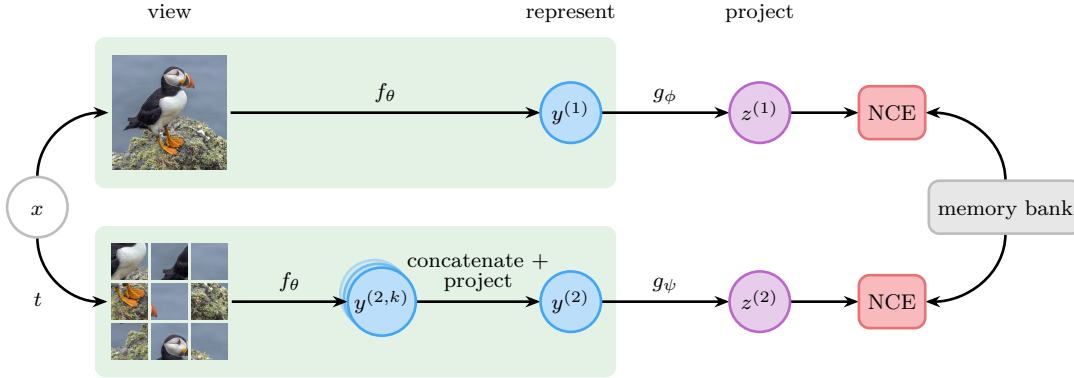 view represent project
f_θ
g_ϕ
y^(1)
z^(1)
NCE
x
memory bank
t
f_θ
y^(2,k)
concatenate +
project
y^(2)
g_ψ
z^(2)
NCE